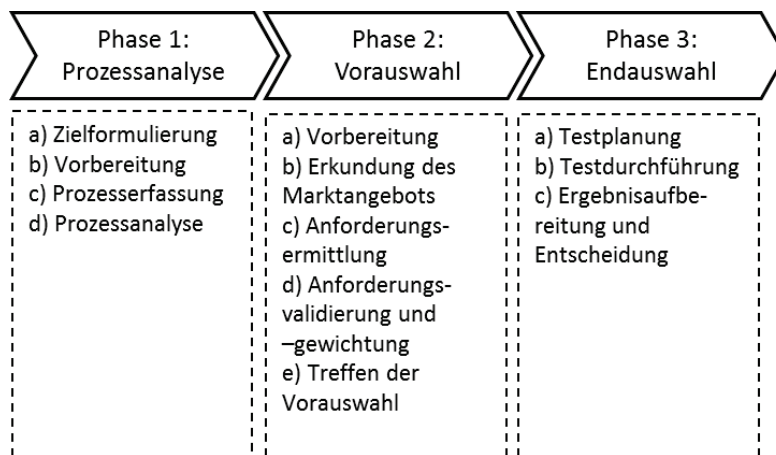 Phase 1:
Prozessanalyse
a) Zielformulierung
b) Vorbereitung
c) Prozesserfassung
d) Prozessanalyse
Phase 2:
Vorauswahl
a) Vorbereitung
b) Erkundung des
Marktangebots
c) Anforderungs-
ermittlung
d) Anforderungs-
validierung und
–gewichtung
e) Treffen der
Vorauswahl
Phase 3:
Endauswahl
a) Testplanung
b) Testdurchführung
c) Ergebnisaufbe-
reitung und
Entscheidung